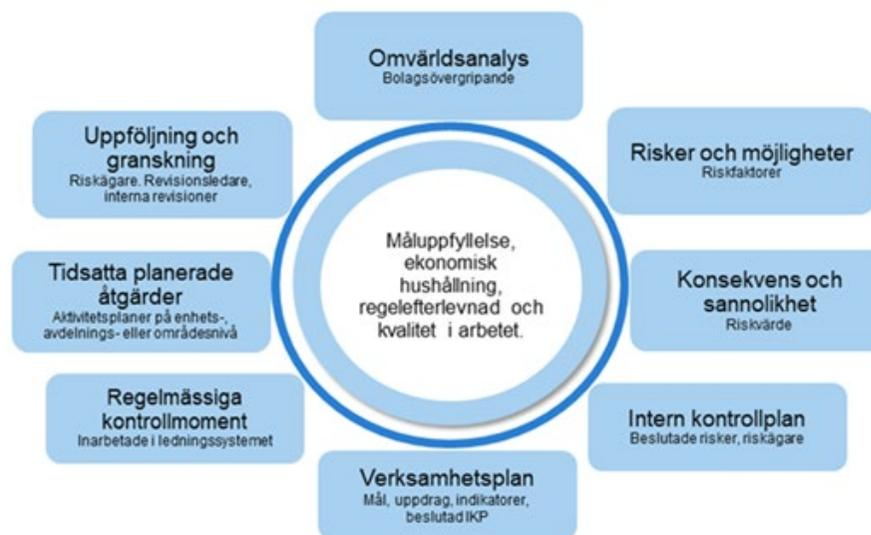 Omvärldsanalys
Bolagsövergripande
Risker och möjligheter
Riskfaktorer
Konsekvens och
sannolikhet
Riskvärde
Intern kontrollplan
Beslutade risker, riskägare
Verksamhetsplan
Mål, uppdrag, indikatorer,
beslutad IKP
Regelmässiga
kontrollmoment
Inarbetade i ledningssystemet
Tidsatta planerade
åtgärder
Aktivitetsplaner på enhets-,
avdelnings- eller områdesnivå
Uppföljning och
granskning
Riskägare. Revisionsledare,
interna revisioner
Måluppfyllelse,
ekonomisk
hushållning,
regelefterlevnad och
kvalitet i arbetet.